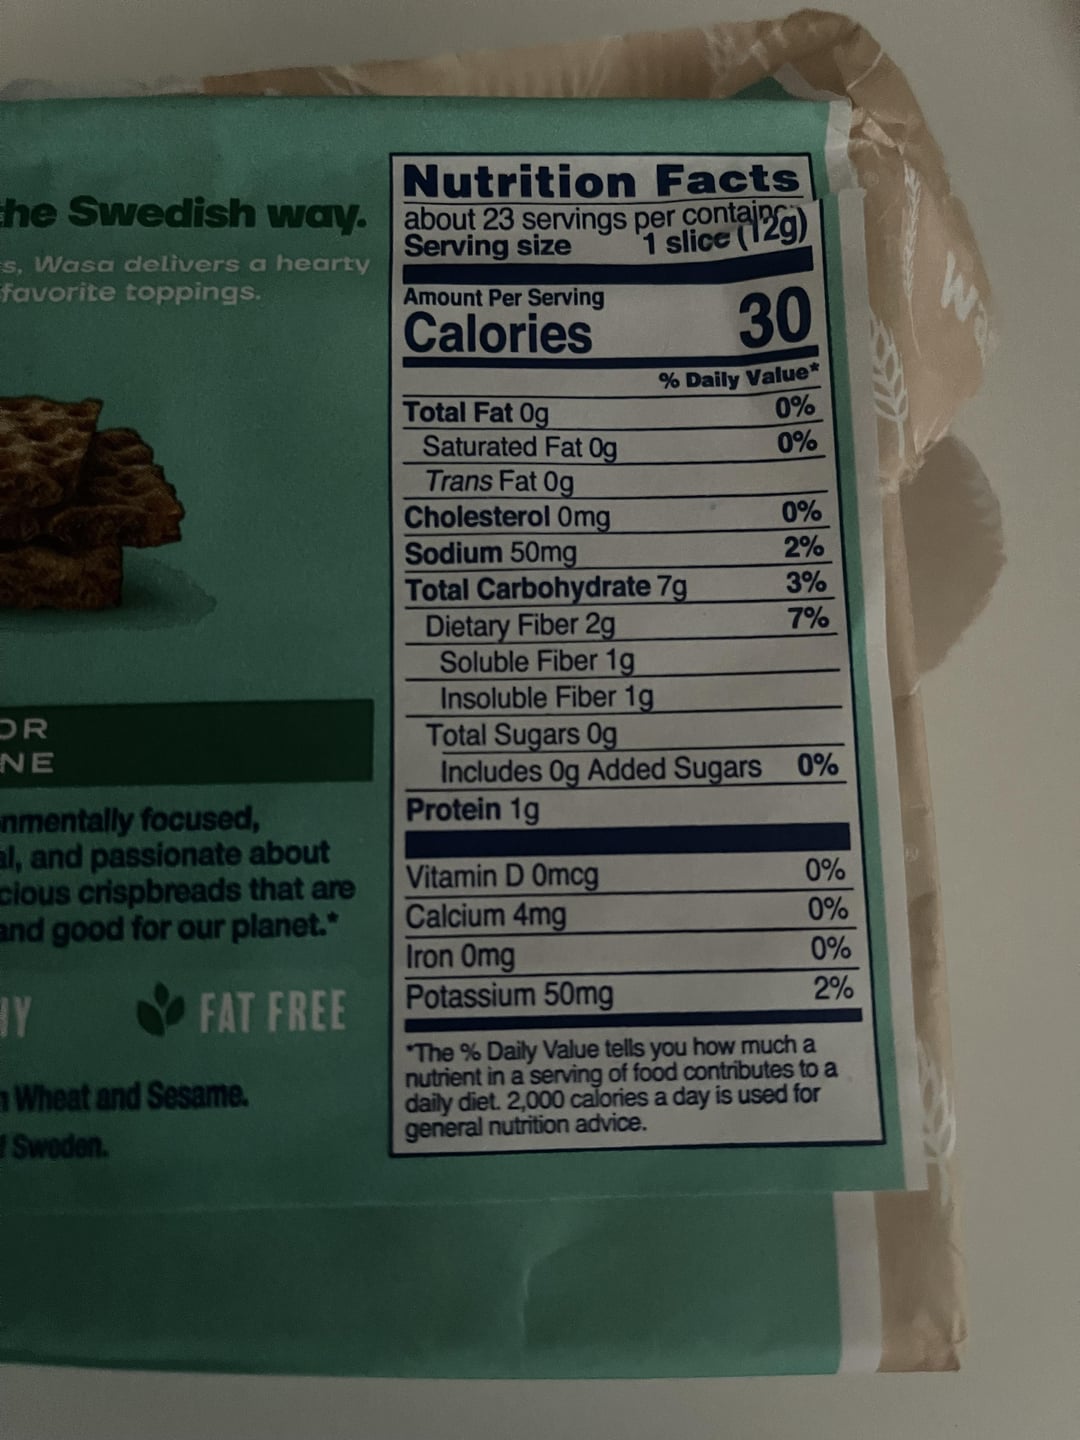 the Swedish way.
s, Wasa delivers a hearty
favorite toppings.
OR
NE
nmentally focused,
al, and passionate about
cious crispbreads that are
and good for our planet.*
HY
FAT FREE
n Wheat and Sesame.
f Sweden.
Nutrition Facts
about 23 servings per
Serving size 1 slice (12g)
Amount Per Serving
Calories 30
% Daily Value*
Total Fat 0g 0%
Saturated Fat 0g 0%
Trans Fat 0g
Cholesterol 0mg 0%
Sodium 50mg 2%
Total Carbohydrate 7g 3%
Dietary Fiber 2g 7%
Soluble Fiber 1g
Insoluble Fiber 1g
Total Sugars 0g
Includes 0g Added Sugars 0%
Protein 1g
Vitamin D 0mcg 0%
Calcium 4mg 0%
Iron 0mg 0%
Potassium 50mg 2%
*The % Daily Value tells you how much a
nutrient in a serving of food contributes to a
daily diet. 2,000 calories a day is used for
general nutrition advice.